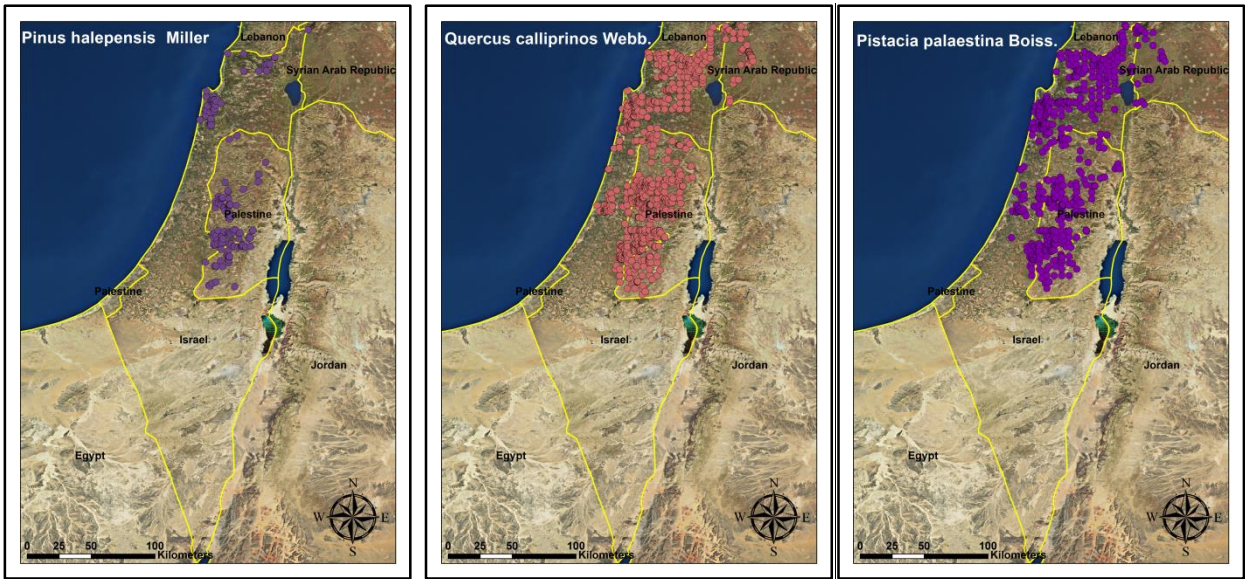 Pinus halepensis Miller
Lebanon
Syrian Arab Republic
Palestine
Palestine
Israel
Jordan
Egypt
N
W E
S
0 25 50 100
Kilometers
Quercus calliprinos Webb.
Lebanon
Syrian Arab Republic
Palestine
Palestine
Israel
Jordan
Egypt
N
W E
S
0 25 50 100
Kilometers
Pistacia palaestina Boiss.
Lebanon
Syrian Arab Republic
Palestine
Palestine
Israel
Jordan
Egypt
N
W E
S
0 25 50 100
Kilometers